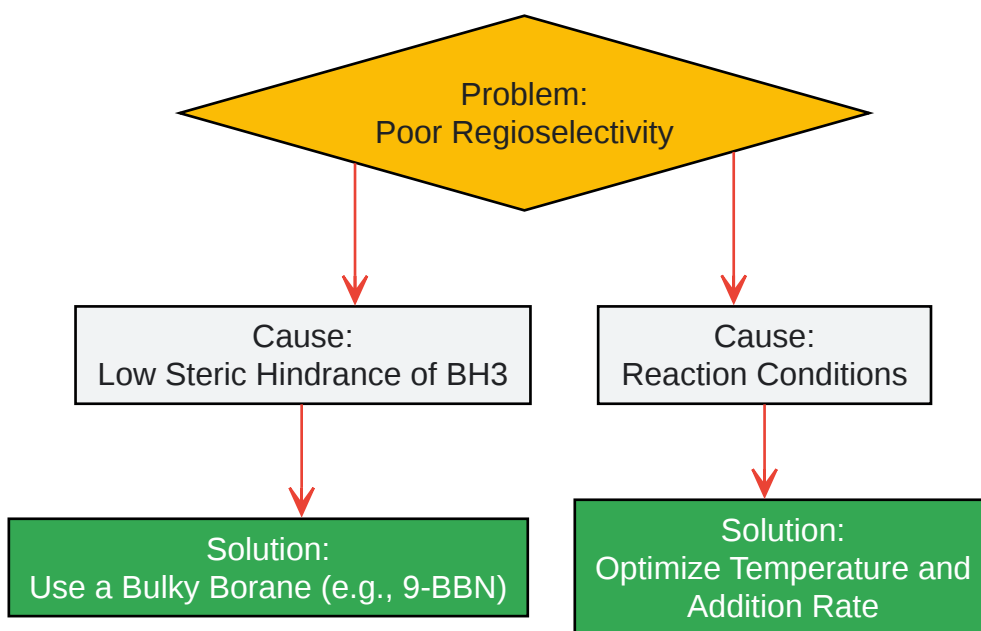 Problem:
Poor Regioselectivity
Cause:
Low Steric Hindrance of BH3
Cause:
Reaction Conditions
Solution:
Use a Bulky Borane (e.g., 9-BBN)
Solution:
Optimize Temperature and
Addition Rate